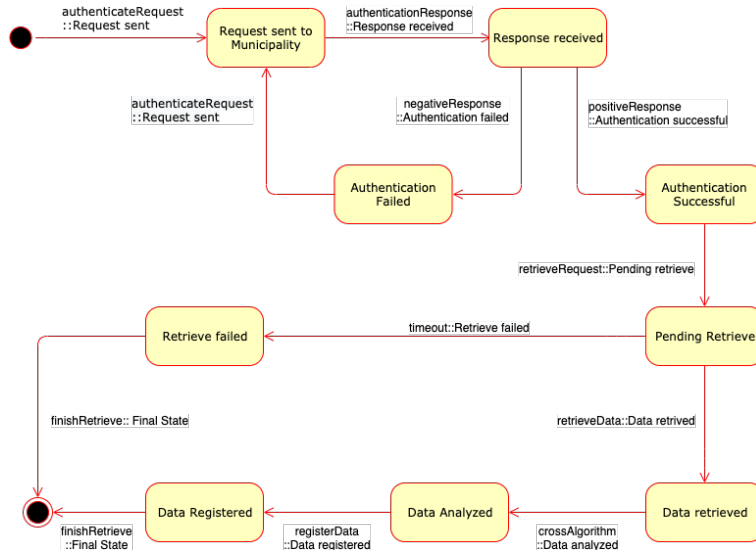 authenticateRequest
::Request sent
Request sent to
Municipality
authenticationResponse
::Response received
Response received
authenticateRequest
::Request sent
negativeResponse
::Authentication failed
positiveResponse
::Authentication successful
Authentication
Failed
Authentication
Successful
retrieveRequest::Pending retrieve
Retrieve failed
timeout::Retrieve failed
Pending Retrieve
finishRetrieve:: Final State
retrieveData::Data retrived
Data Registered
Data Analyzed
Data retrieved
finishRetrieve
::Final State
registerData
::Data registered
crossAlgorithm
::Data analyzed